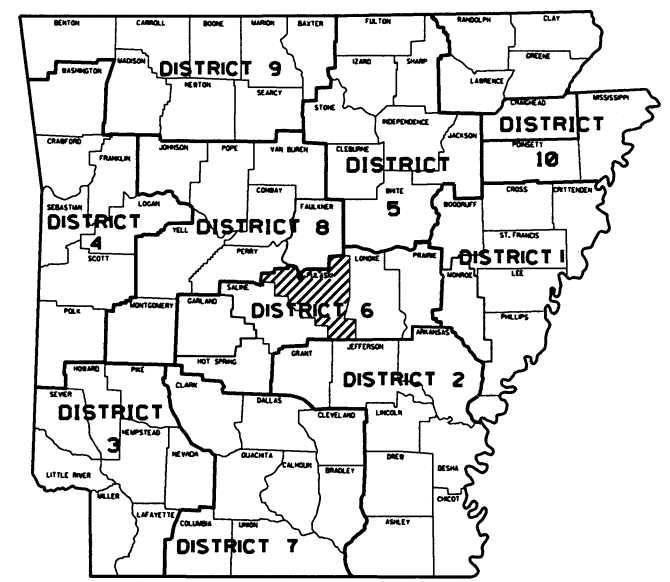 BENTON
CARROLL
BOONE
MARION
BAXTER
FULTON
RANDOLPH
CLAY
WASHINGTON
MADISON
DISTRICT 9
NEWTON
SEARCY
IZARD
SHARP
LAWRENCE
GREENE
STONE
INDEPENDENCE
JACKSON
CRAIGHEAD
MISSISSIPPI
DISTRICT
10
POINSETT
CRAWFORD
FRANKLIN
JOHNSON
POPE
VAN BUREN
CLEBURNE
DISTRICT
5
WHITE
WOODRUFF
CROSS
CRITTENDEN
SEBASTIAN
LOGAN
DISTRICT
4
SCOTT
YELL
CONWAY
FAULKNER
DISTRICT 8
PERRY
ST. FRANCIS
DISTRICT 1
LEE
MONROE
PHILLIPS
POLK
MONTGOMERY
GARLAND
SALINE
PULASKI
LONOKE
PRAIRIE
DISTRICT 6
HOT SPRING
GRANT
JEFFERSON
ARKANSAS
DISTRICT 2
HOWARD
PIKE
CLARK
DALLAS
CLEVELAND
LINCOLN
SEVIER
DISTRICT
3
HEMPSTEAD
NEVADA
OUACHITA
CALHOUN
BRADLEY
DREW
DESHA
CHICOT
LITTLE RIVER
MILLER
LAFAYETTE
COLUMBIA
UNION
ASHLEY
DISTRICT 7